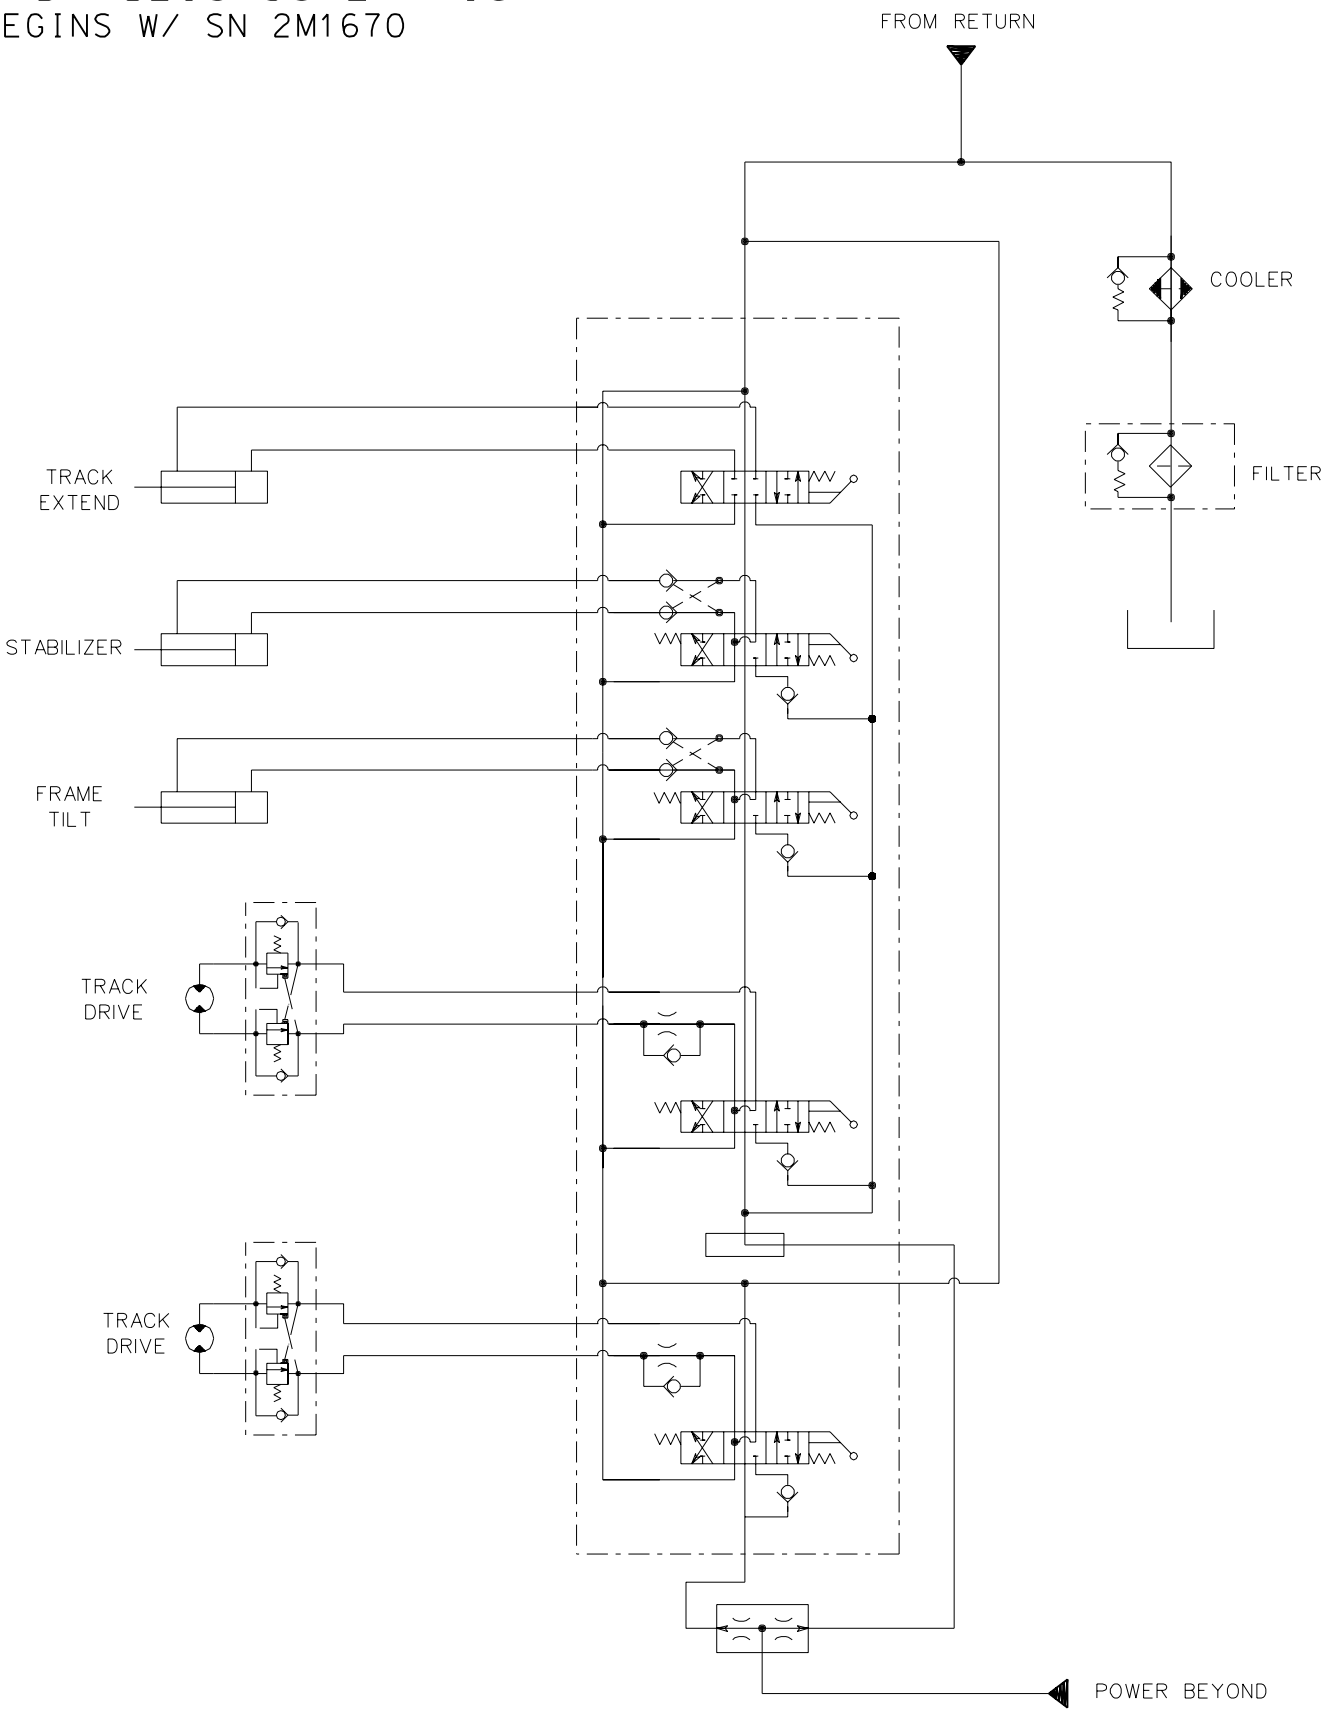 EGINS W/ SN 2M1670
FROM RETURN
COOLER
FILTER
TRACK
EXTEND
STABILIZER
FRAME
TILT
TRACK
DRIVE
TRACK
DRIVE
POWER BEYOND